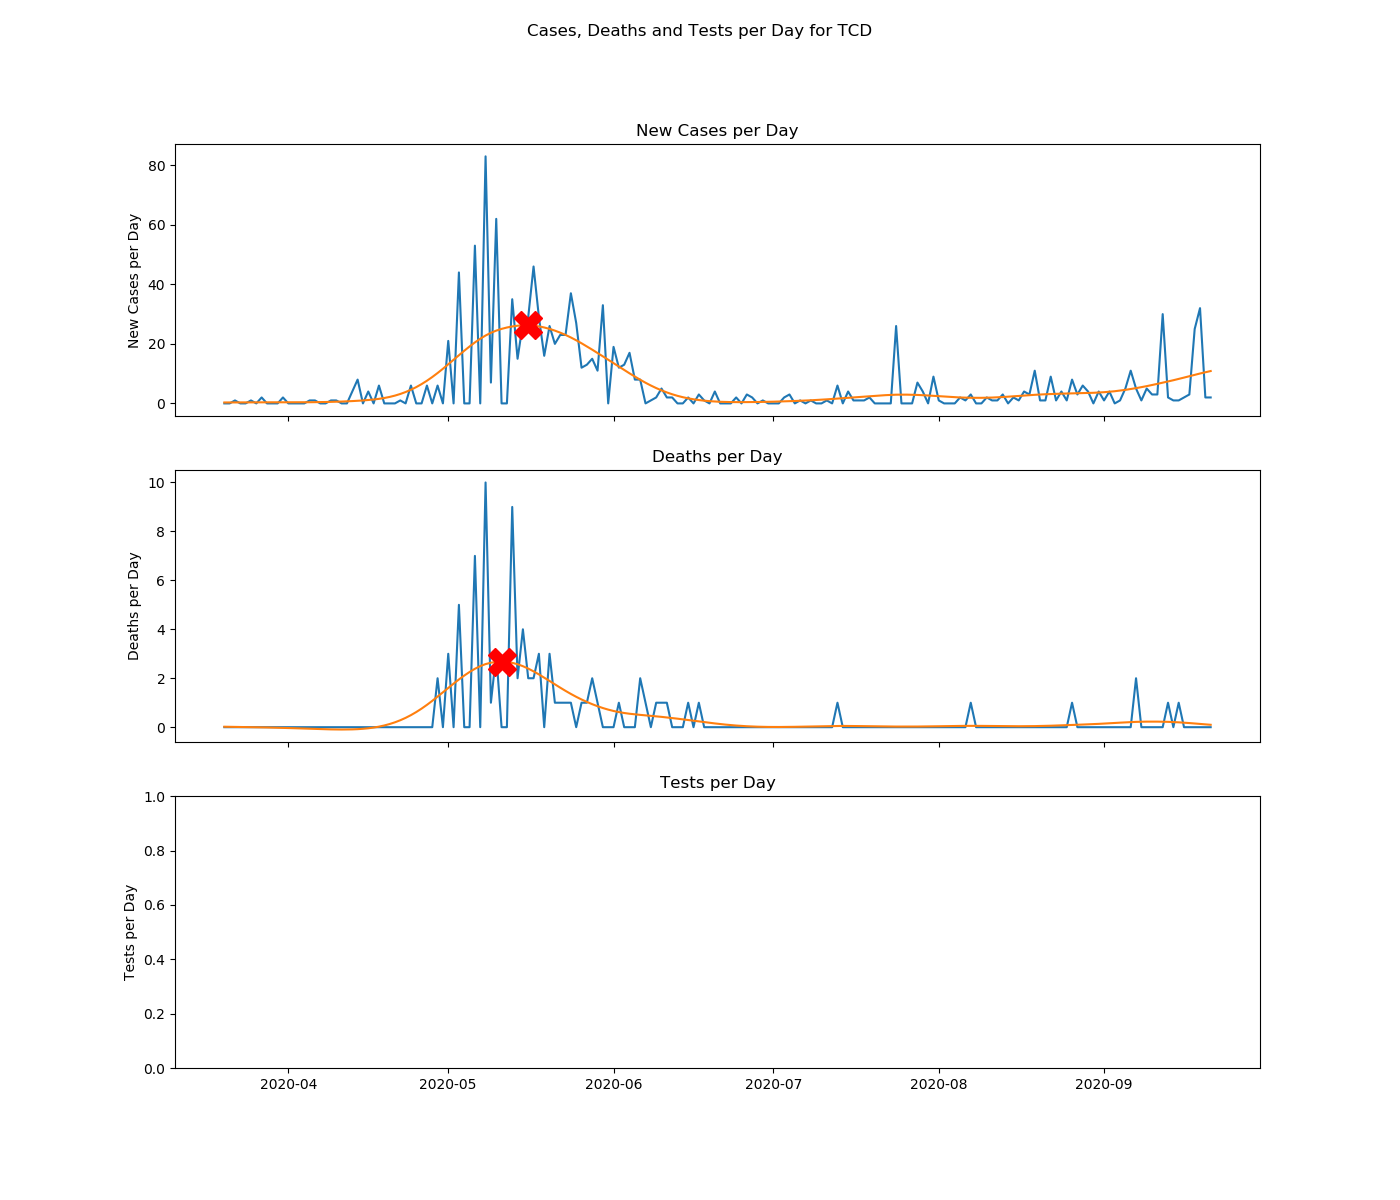 Cases, Deaths and Tests per Day for TCD
New Cases per Day
New Cases per Day
80
60
40
20
0
Deaths per Day
Deaths per Day
10
8
6
4
2
0
Tests per Day
Tests per Day
1.0
0.8
0.6
0.4
0.2
0.0
2020-04 2020-05 2020-06 2020-07 2020-08 2020-09